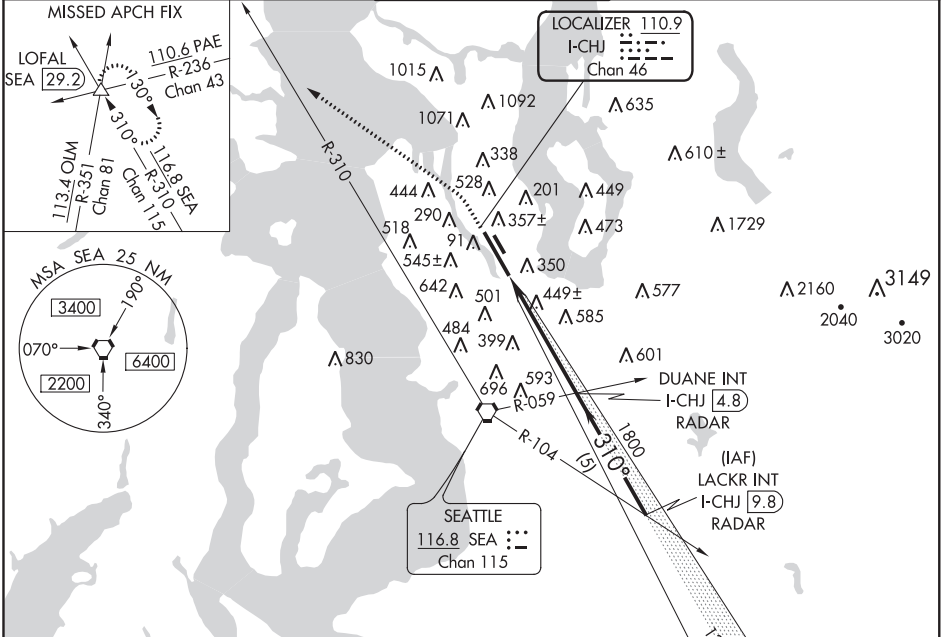 MISSED APCH FIX
LOFAL
SEA 29.2
110.6 PAE
R-236
Chan 43
130°
310°
116.8 SEA
R-310
Chan 115
113.4 OLM
R-351
Chan 81
MSA SEA 25 NM
190°
3400
070°
6400
2200
340°
LOCALIZER 110.9
I-CHJ
Chan 46
1015
1092
1071
635
338
610±
R-310
444
528
201
449
290
357±
473
1729
518
91
545±
350
642
449±
577
2160
3149
501
585
2040
484
399
3020
830
601
696
593
R-059
DUANE INT
I-CHJ 4.8
RADAR
1800
R-104
310°
(5)
(IAF)
LACKR INT
I-CHJ 9.8
RADAR
SEATTLE
116.8 SEA
Chan 115